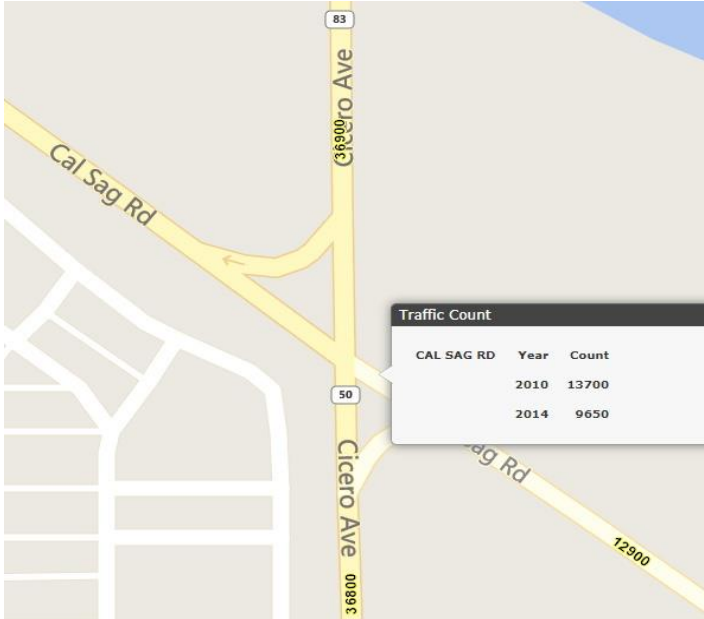 83
Cicero Ave
36900
Cal Sag Rd
Traffic Count
CAL SAG RD Year Count
2010 13700
2014 9650
50
Cicero Ave
ag Rd
12900
36800